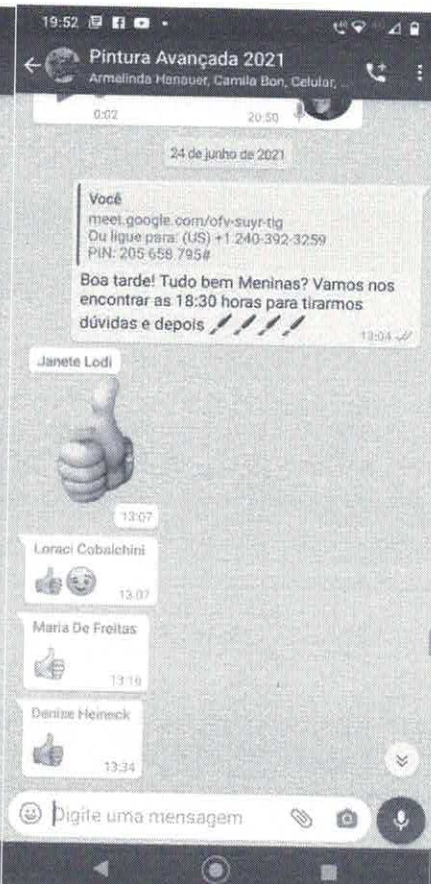 19:52
Pintura Avançada 2021
Armelinda Hanauer, Camila Bon, Celular, ...
0:02 20:50
24 de junho de 2021
Você
meet.google.com/ofv-suyr-tig
Ou ligue para: (US) +1 240-392-3259
PIN: 205 658 795#
Boa tarde! Tudo bem Meninas? Vamos nos
encontrar as 18:30 horas para tirarmos
dúvidas e depois
13:04
Janete Lodi
13:07
Loraci Cobalchini
13:07
Maria De Freitas
13:16
Denize Heineck
13:34
Digite uma mensagem